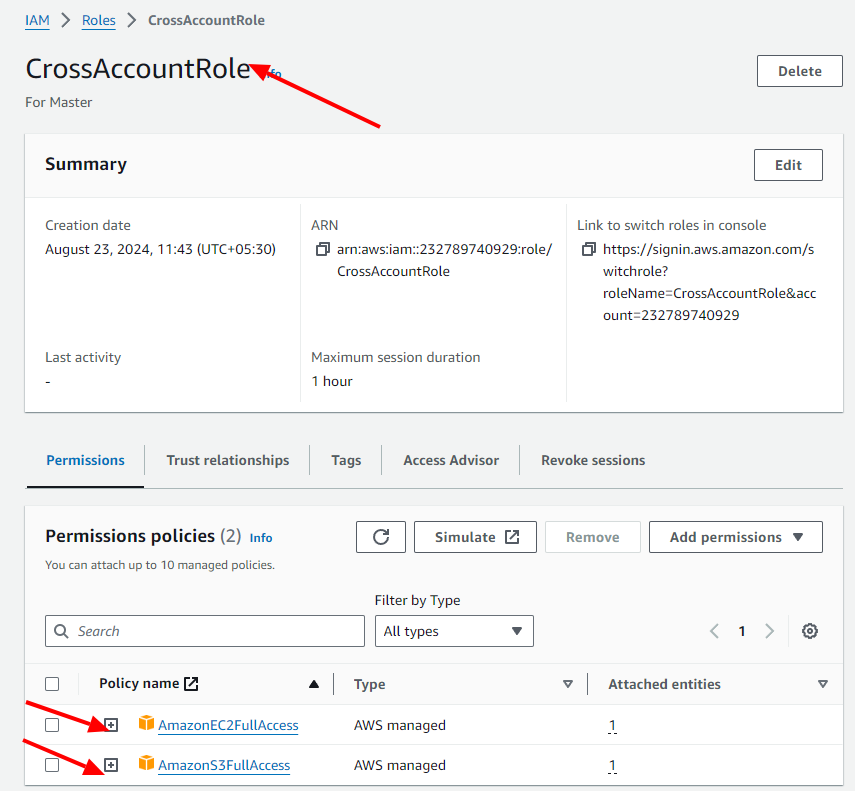 IAM > Roles > CrossAccountRole
CrossAccountRole Info
Delete
For Master
Summary
Edit
Creation date
August 23, 2024, 11:43 (UTC+05:30)
ARN
arn:aws:iam::232789740929:role/
CrossAccountRole
Link to switch roles in console
https://signin.aws.amazon.com/s
witchrole?
roleName=CrossAccountRole&acc
ount=232789740929
Last activity
-
Maximum session duration
1 hour
Permissions
Trust relationships
Tags
Access Advisor
Revoke sessions
Permissions policies (2) Info
You can attach up to 10 managed policies.
Simulate
Remove
Add permissions
Filter by Type
Search
All types
1
Policy name
Type
Attached entities
AmazonEC2FullAccess
AWS managed
1
AmazonS3FullAccess
AWS managed
1